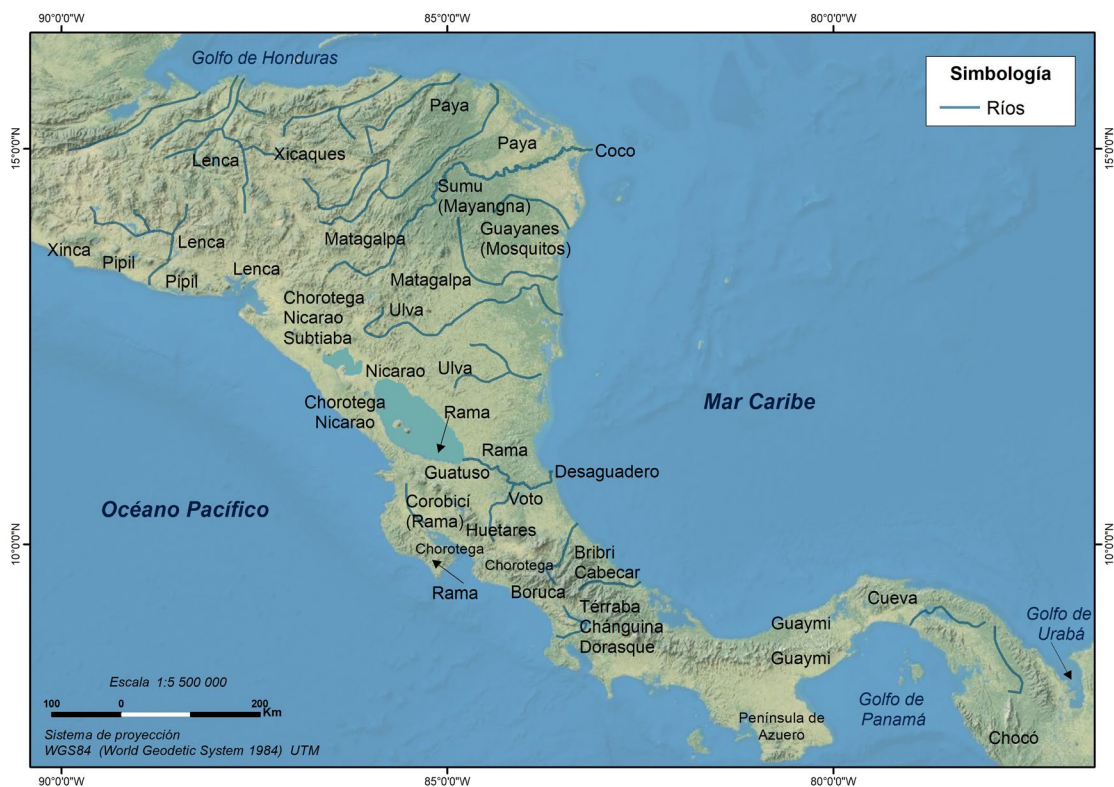 90°0'0"W
85°0'0"W
80°0'0"W
Golfo de Honduras
Simbología
Ríos
Paya
15°0'0"N
Lenca
Xicaques
Paya
Coco
15°0'0"N
Sumu
(Mayangna)
Guayanes
(Mosquitos)
Matagalpa
Xinca
Pipil
Lenca
Pípil
Lenca
Matagalpa
Chorotega
Nicarao
Subtiaba
Ulva
Nicarao
Ulva
Chorotega
Nicarao
Rama
Mar Caribe
Rama
Guatuso
Desaguadero
Océano Pacífico
Corobicí
(Rama)
Voto
Huetares
10°0'0"N
Chorotega
Rama
Chorotega
Boruca
Bribri
Cabecar
10°0'0"N
Térraba
Chánguina
Dorasque
Cueva
Guaymi
Guaymi
Golfo de
Urabá
Golfo de
Panamá
Península de
Azuero
Chocó
Escala 1:5 500 000
100
0
200
Km
Sistema de proyección
WGS84 (World Geodetic System 1984) UTM
90°0'0"W
85°0'0"W
80°0'0"W